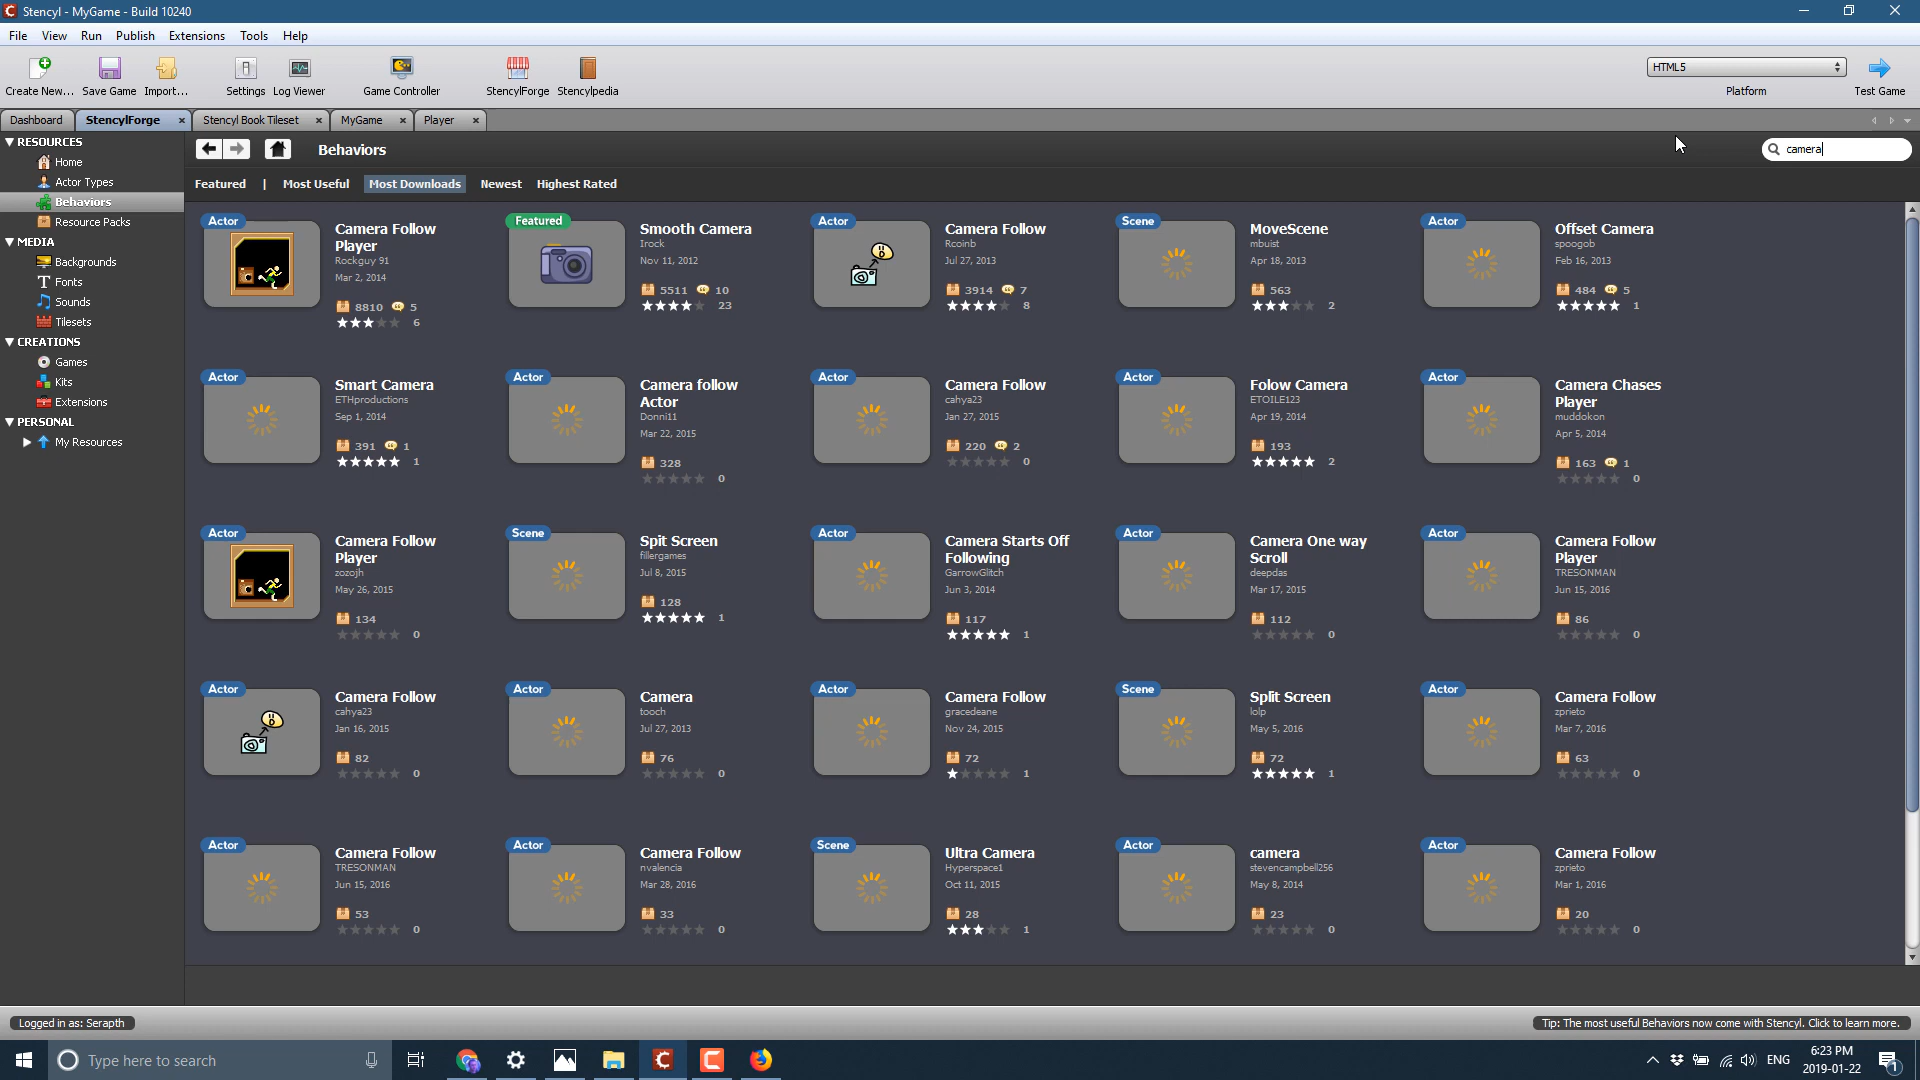 Stencyl - MyGame - Build 10240
File View Run Publish Extensions Tools Help
Create New... Save Game Import... Settings Log Viewer Game Controller StencylForge Stencylpedia
HTML5
Platform
Test Game
Dashboard StencylForge Stencyl Book Tileset MyGame Player
RESOURCES
Home
Actor Types
Behaviors
Resource Packs
MEDIA
Backgrounds
Fonts
Sounds
Tilesets
CREATIONS
Games
Kits
Extensions
PERSONAL
My Resources
Behaviors
camera
Featured | Most Useful Most Downloads Newest Highest Rated
Actor
Camera Follow
Player
Rockguy 91
Mar 2, 2014
8810 5
6
Featured
Smooth Camera
Irock
Nov 11, 2012
5511 10
23
Actor
Camera Follow
Rcoinb
Jul 27, 2013
3914 7
8
Scene
MoveScene
mbuist
Apr 18, 2013
563
2
Actor
Offset Camera
spoogob
Feb 16, 2013
484 5
1
Actor
Smart Camera
ETHproductions
Sep 1, 2014
391 1
1
Actor
Camera follow
Actor
Donni11
Mar 22, 2015
328
0
Actor
Camera Follow
cahya23
Jan 27, 2015
220 2
0
Actor
Folow Camera
ETOILE123
Apr 19, 2014
193
2
Actor
Camera Chases
Player
muddokon
Apr 5, 2014
163 1
0
Actor
Camera Follow
Player
zozojh
May 26, 2015
134
0
Scene
Spit Screen
fillergames
Jul 8, 2015
128
1
Actor
Camera Starts Off
Following
GarrowGlitch
Jun 3, 2014
117
1
Actor
Camera One way
Scroll
deepdas
Mar 17, 2015
112
0
Actor
Camera Follow
Player
TRESONMAN
Jun 15, 2016
86
0
Actor
Camera Follow
cahya23
Jan 16, 2015
82
0
Actor
Camera
tooch
Jul 27, 2013
76
0
Actor
Camera Follow
gracedeane
Nov 24, 2015
72
1
Scene
Split Screen
lolp
May 5, 2016
72
1
Actor
Camera Follow
zprieto
Mar 7, 2016
63
0
Actor
Camera Follow
TRESONMAN
Jun 15, 2016
53
0
Actor
Camera Follow
nvalencia
Mar 28, 2016
33
0
Scene
Ultra Camera
Hyperspace1
Oct 11, 2015
28
1
Actor
camera
stevencampbell256
May 8, 2014
23
0
Actor
Camera Follow
zprieto
Mar 1, 2016
20
0
Logged in as: Serapth
Tip: The most useful Behaviors now come with Stencyl. Click to learn more.
Type here to search
ENG
6:23 PM
2019-01-22
1